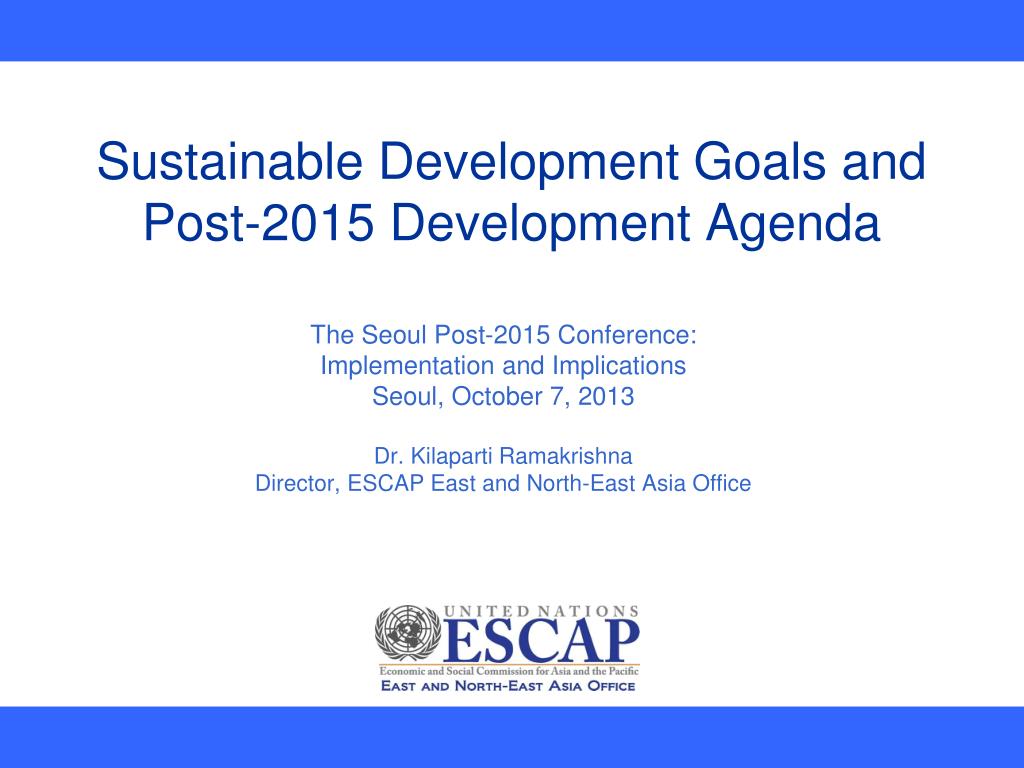 Sustainable Development Goals and
Post-2015 Development Agenda
The Seoul Post-2015 Conference:
Implementation and Implications
Seoul, October 7, 2013
Dr. Kilaparti Ramakrishna
Director, ESCAP East and North-East Asia Office
UNITED NATIONS
ESCAP
Economic and Social Commission for Asia and the Pacific
EAST AND NORTH-EAST ASIA OFFICE